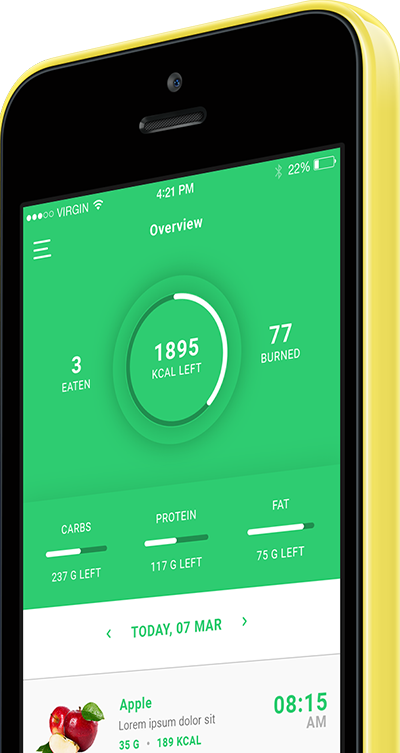 VIRGIN
4:21 PM
22%
Overview
3
EATEN
1895
KCAL LEFT
77
BURNED
CARBS
237 G LEFT
PROTEIN
117 G LEFT
FAT
75 G LEFT
‹ TODAY, 07 MAR ›
Apple
Lorem ipsum dolor sit
35 G • 189 KCAL
08:15
AM